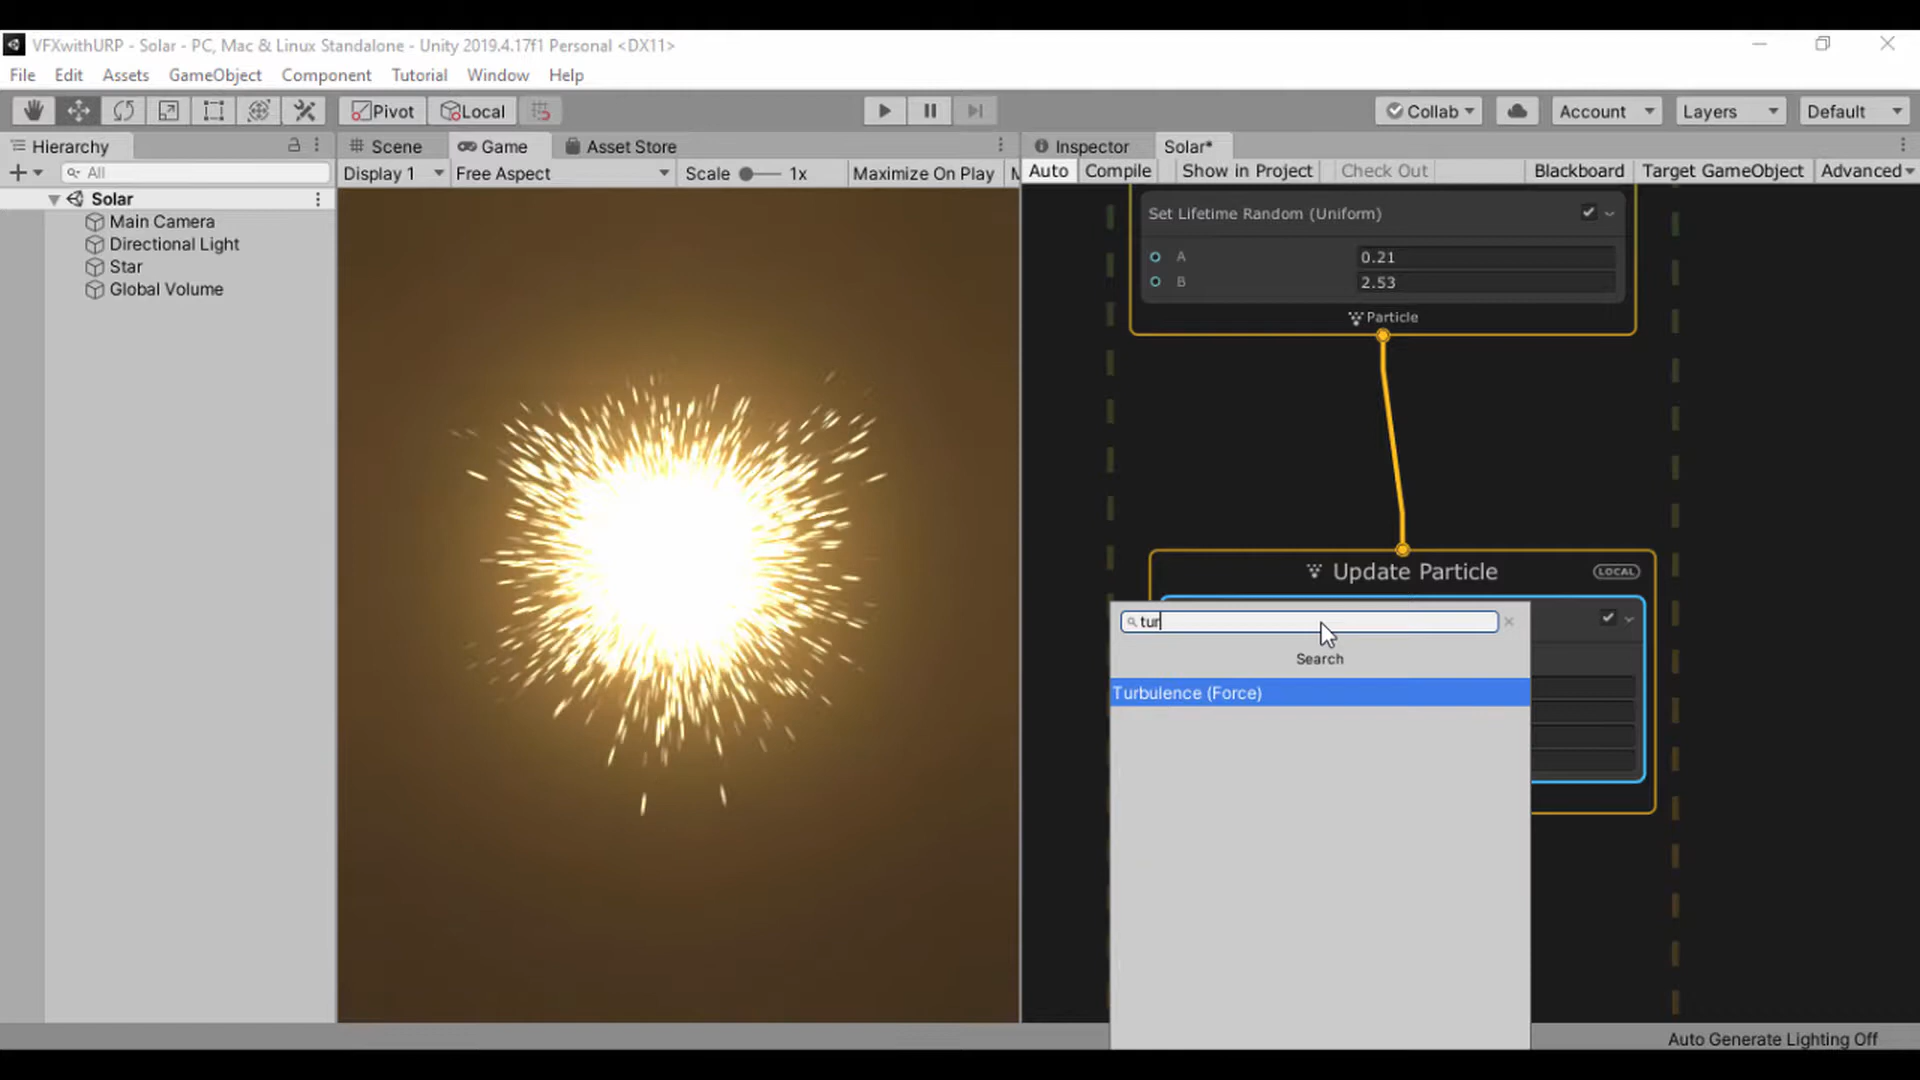 VFXwithURP - Solar - PC, Mac & Linux Standalone - Unity 2019.4.17f1 Personal <DX11>
File Edit Assets GameObject Component Tutorial Window Help
Pivot Local Collab Account Layers Default
Hierarchy Scene Game Asset Store Inspector Solar*
All Display 1 Free Aspect Scale 1x Maximize On Play Auto Compile Show in Project Check Out Blackboard Target GameObject Advanced
Solar
Main Camera
Directional Light
Star
Global Volume
Set Lifetime Random (Uniform)
A 0.21
B 2.53
Particle
Update Particle LOCAL
tur
Search
Turbulence (Force)
Auto Generate Lighting Off